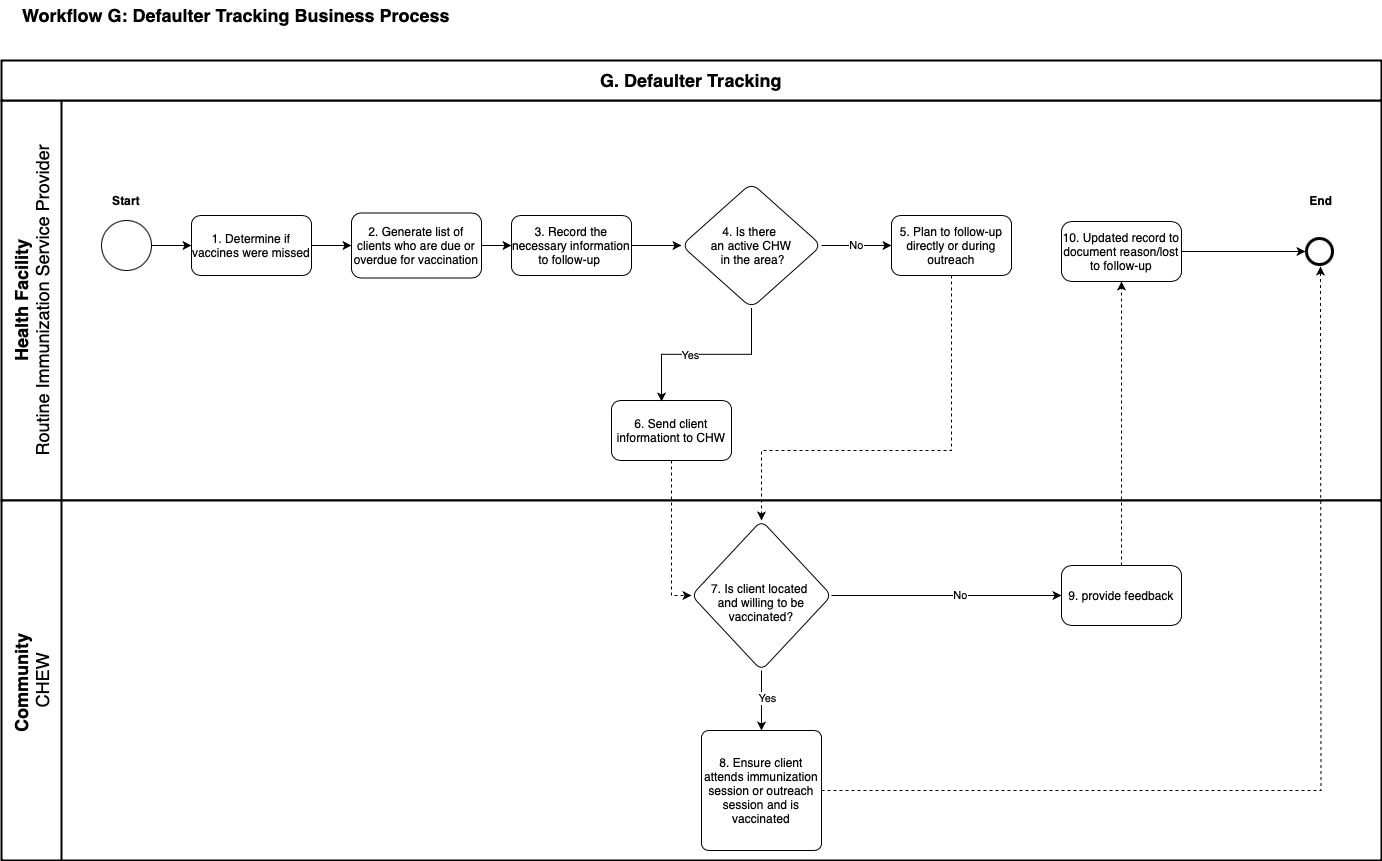 Workflow G: Defaulter Tracking Business Process
G. Defaulter Tracking
Health Facility
Routine Immunization Service Provider
Start
1. Determine if
vaccines were missed
2. Generate list of
clients who are due or
overdue for vaccination
3. Record the
necessary information
to follow-up
4. Is there
an active CHW
in the area?
No
5. Plan to follow-up
directly or during
outreach
10. Updated record to
document reason/lost
to follow-up
End
Yes
6. Send client
informationt to CHW
Community
CHEW
7. Is client located
and willing to be
vaccinated?
No
9. provide feedback
Yes
8. Ensure client
attends immunization
session or outreach
session and is
vaccinated